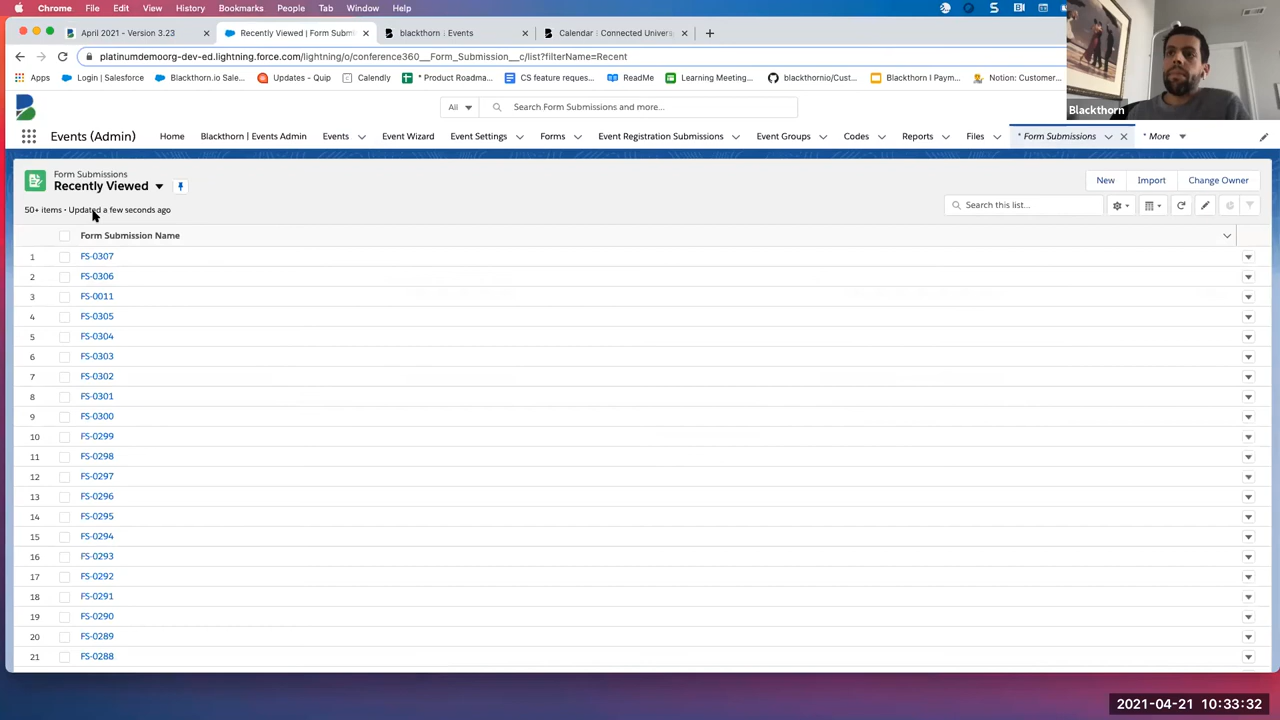 Chrome File Edit View History Bookmarks People Tab Window Help
April 2021 - Version 3.23
Recently Viewed | Form Submi
blackthorn | Events
Calendar | Connected Univers
platinumdemoorg-dev-ed.lightning.force.com/lightning/o/conference360__Form_Submission__c/list?filterName=Recent
Apps Login | Salesforce Blackthorn.io Sale... Updates - Quip Calendly * Product Roadma... CS feature reques... ReadMe Learning Meeting... blackthornio/Cust... Blackthorn | Paym... Notion: Customer...
All Search Form Submissions and more...
Blackthorn
Events (Admin) Home Blackthorn | Events Admin Events Event Wizard Event Settings Forms Event Registration Submissions Event Groups Codes Reports Files * Form Submissions * More
Form Submissions
Recently Viewed
New Import Change Owner
50+ items • Updated a few seconds ago
Search this list...
Form Submission Name
1 FS-0307
2 FS-0306
3 FS-0011
4 FS-0305
5 FS-0304
6 FS-0303
7 FS-0302
8 FS-0301
9 FS-0300
10 FS-0299
11 FS-0298
12 FS-0297
13 FS-0296
14 FS-0295
15 FS-0294
16 FS-0293
17 FS-0292
18 FS-0291
19 FS-0290
20 FS-0289
21 FS-0288
2021-04-21 10:33:32